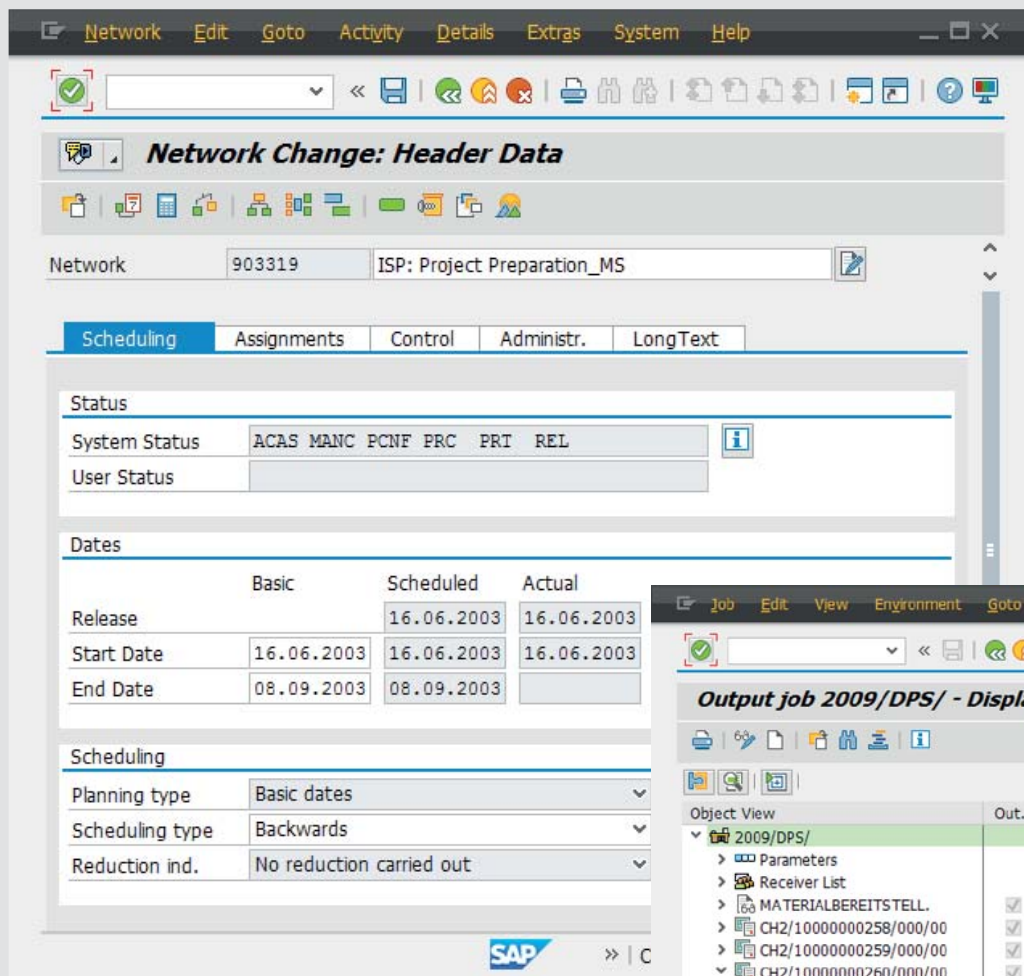 Network Edit Goto Activity Details Extras System Help
Network Change: Header Data
Network 903319 ISP: Project Preparation_MS
Scheduling Assignments Control Administr. LongText
Status
System Status ACAS MANC PCNF PRC PRT REL
User Status
Dates
Basic Scheduled Actual
Release 16.06.2003 16.06.2003
Start Date 16.06.2003 16.06.2003 16.06.2003
End Date 08.09.2003 08.09.2003
Scheduling
Planning type Basic dates
Scheduling type Backwards
Reduction ind. No reduction carried out
SAP
Job Edit View Environment Goto
Output job 2009/DPS/ - Displa
Object View Out.
2009/DPS/
Parameters
Receiver List
MATERIALBEREITSTELL.
CH2/10000000258/000/00
CH2/10000000259/000/00
CH2/10000000260/000/00